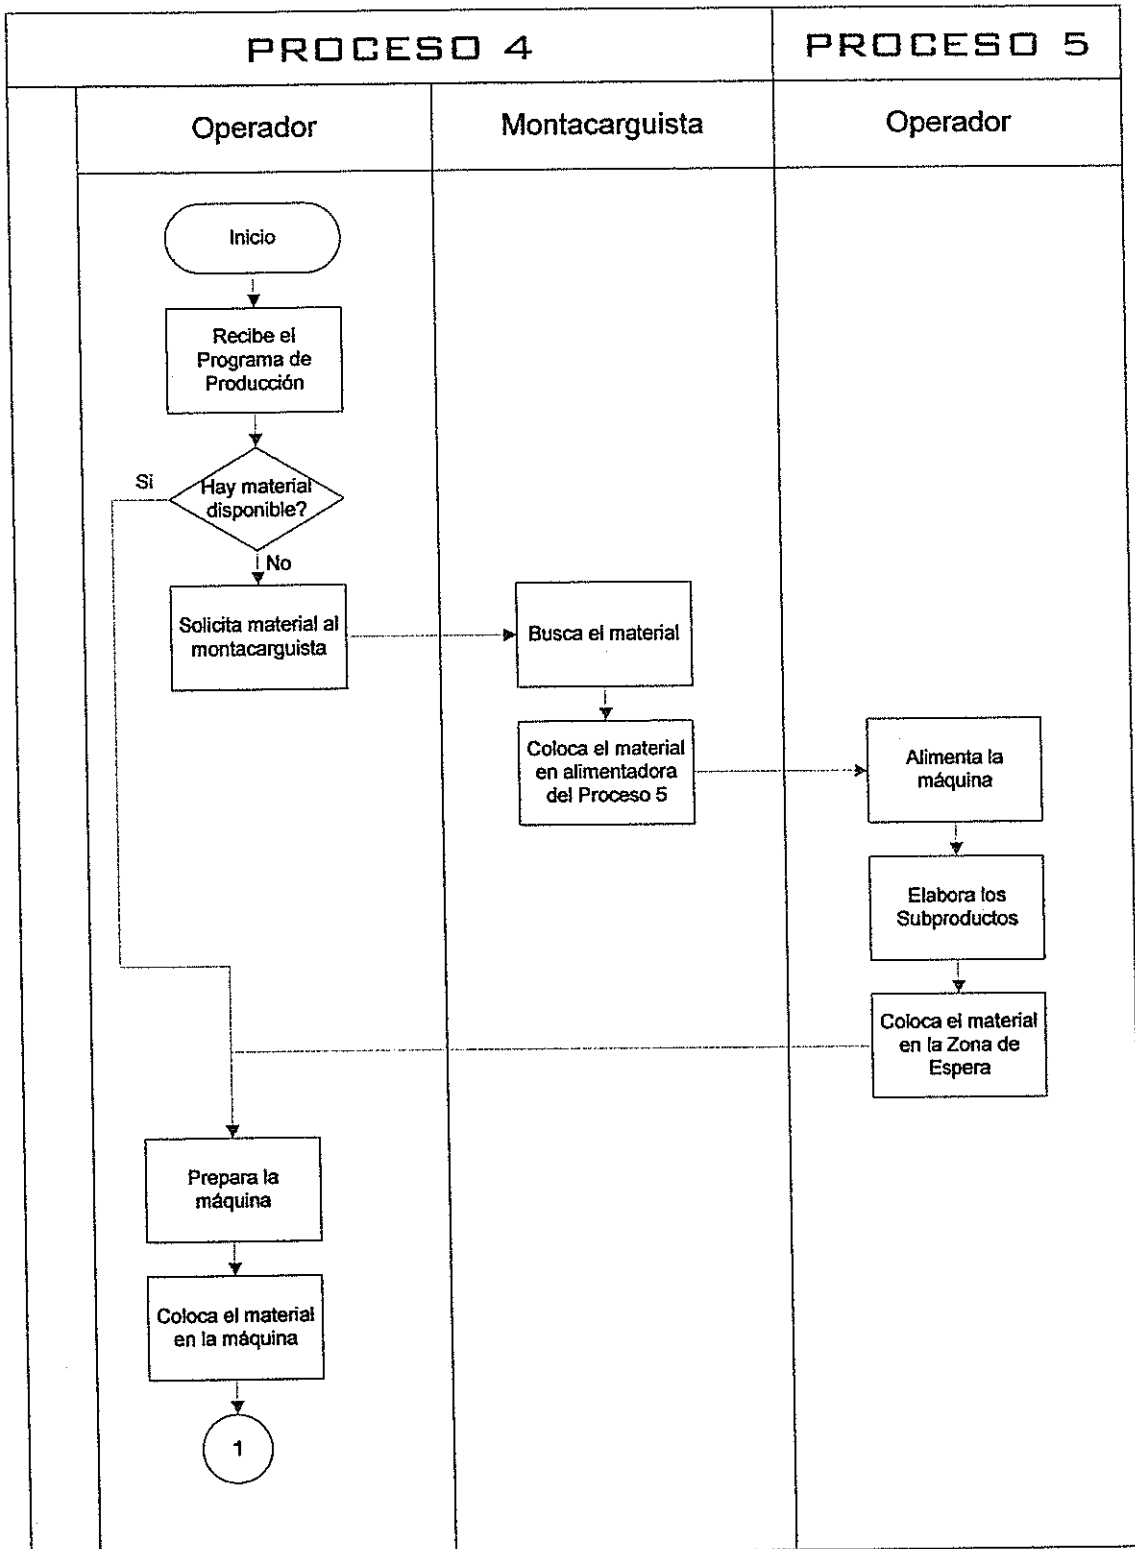 PROCESO 4
PROCESO 5
Operador
Montacarguista
Operador
Inicio
Recibe el
Programa de
Producción
Si
Hay material
disponible?
No
Solicita material al
montacarguista
Busca el material
Coloca el material
en alimentadora
del Proceso 5
Alimenta la
máquina
Elabora los
Subproductos
Coloca el material
en la Zona de
Espera
Prepara la
máquina
Coloca el material
en la máquina
1